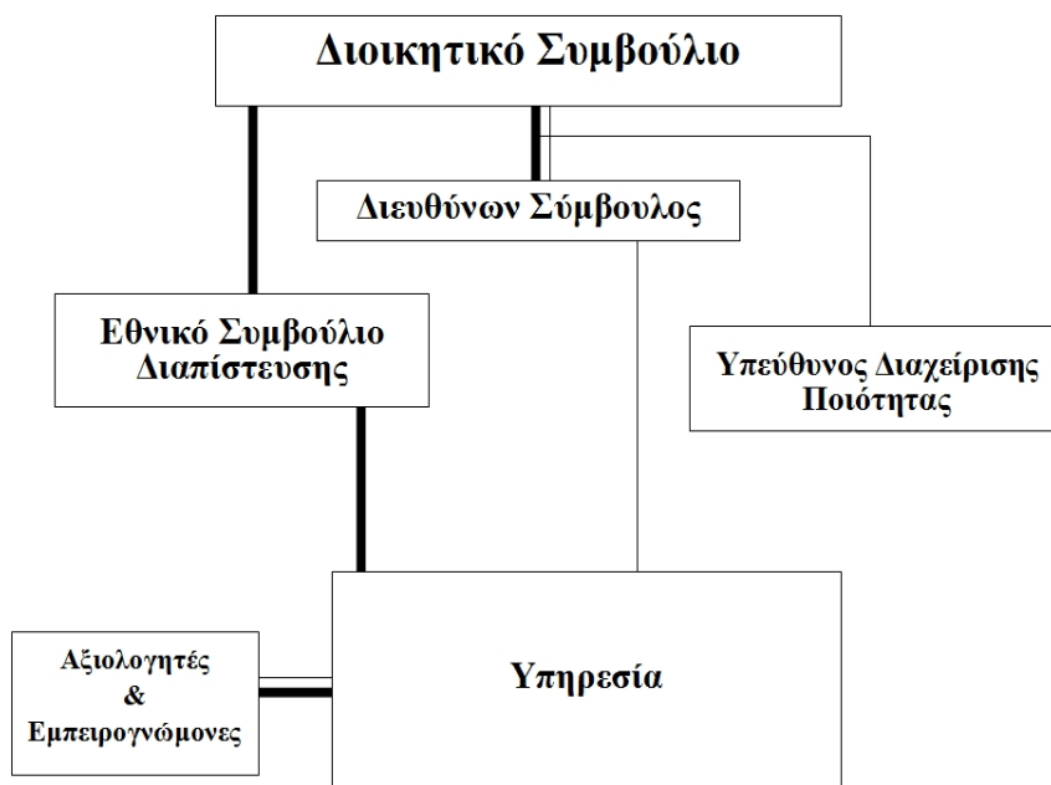 Διοικητικό Συμβούλιο
Διευθύνων Σύμβουλος
Εθνικό Συμβούλιο
Διαπίστευσης
Υπεύθυνος Διαχείρισης
Ποιότητας
Αξιολογητές
&
Εμπειρογνώμονες
Υπηρεσία